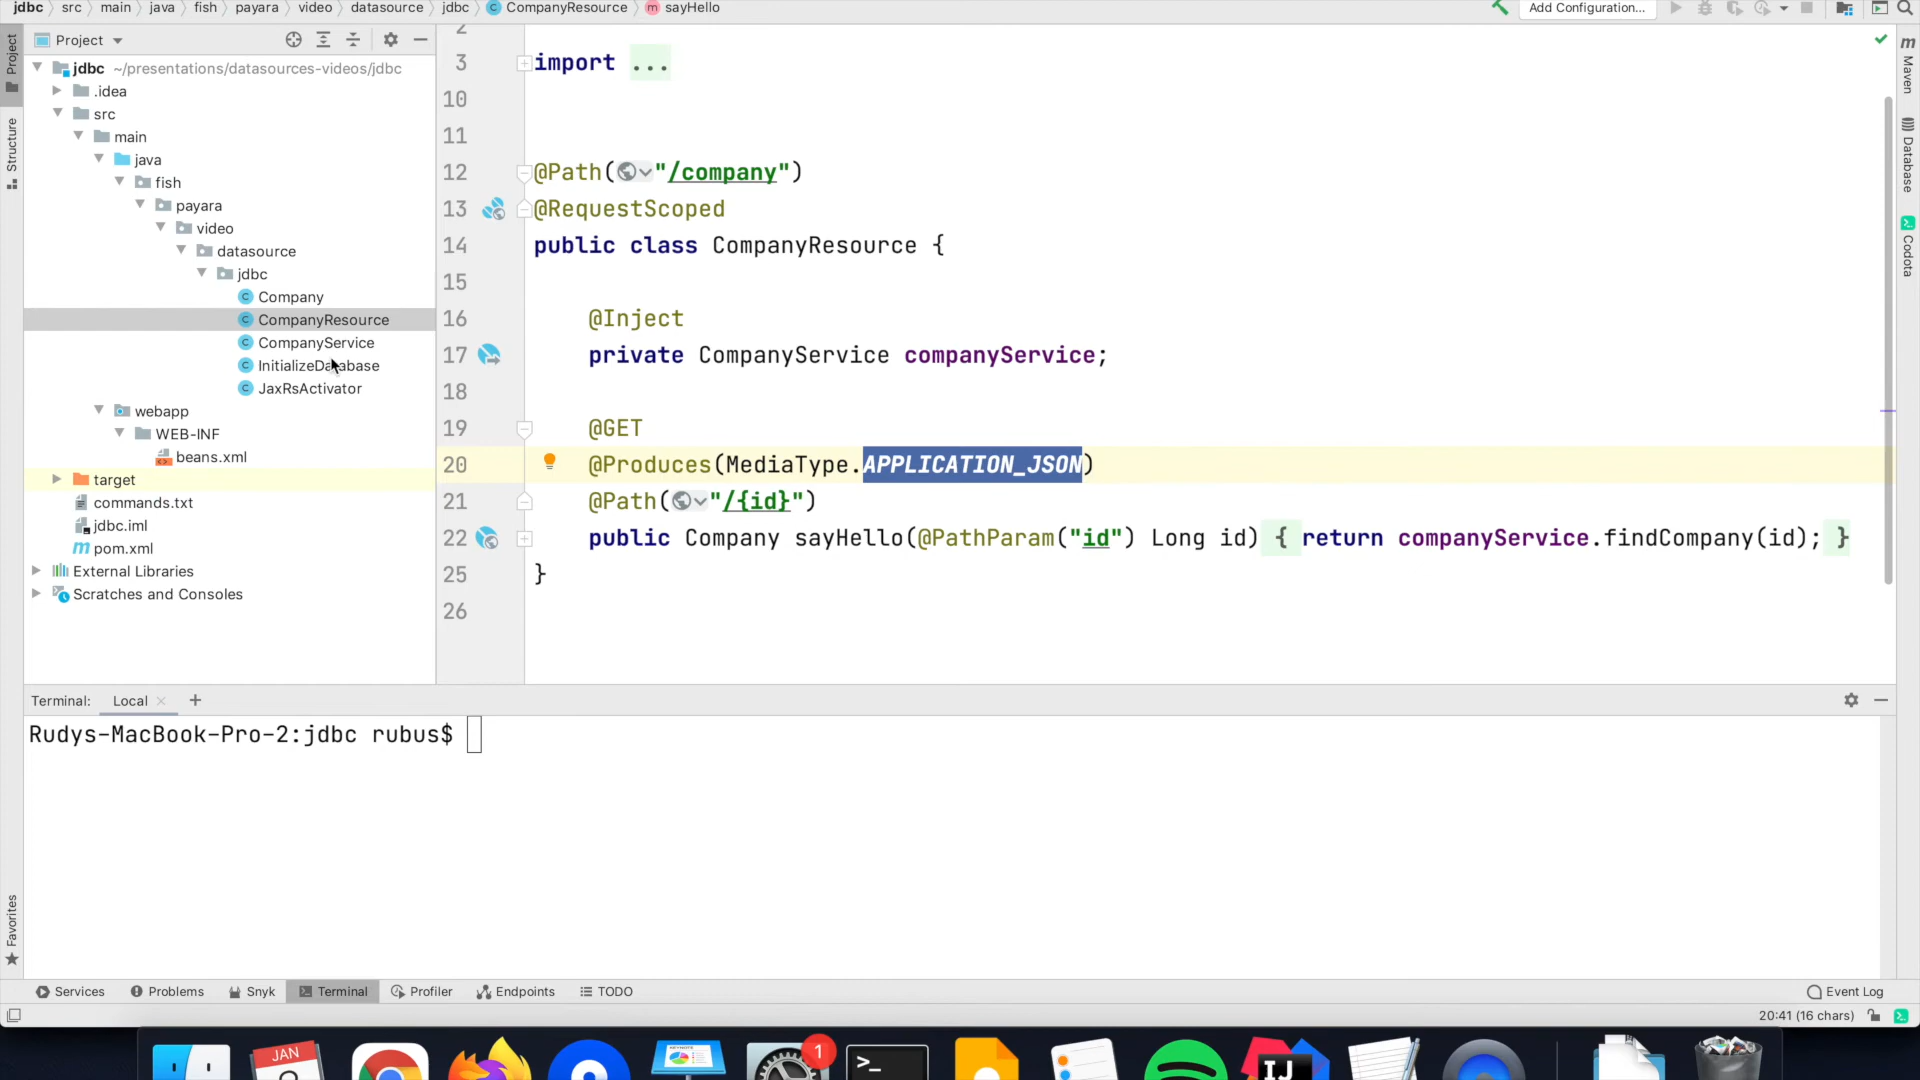 jdbc src main java fish payara video datasource jdbc CompanyResource sayHello
Add Configuration...
Project
Project
jdbc ~/presentations/datasources-videos/jdbc
.idea
src
main
java
fish
payara
video
datasource
jdbc
Company
CompanyResource
CompanyService
InitializeDatabase
JaxRsActivator
webapp
WEB-INF
beans.xml
target
commands.txt
jdbc.iml
pom.xml
External Libraries
Scratches and Consoles
Structure
Favorites
2
3 import ...
10
11
12 @Path("/company")
13 @RequestScoped
14 public class CompanyResource {
15
16 @Inject
17 private CompanyService companyService;
18
19 @GET
20 @Produces(MediaType.APPLICATION_JSON)
21 @Path("/{id}")
22 public Company sayHello(@PathParam("id") Long id) { return companyService.findCompany(id); }
25 }
26
Maven
Database
Codota
Terminal: Local
Rudys-MacBook-Pro-2:jdbc rubus$
Services Problems Snyk Terminal Profiler Endpoints TODO
Event Log
20:41 (16 chars)
JAN
1
>_
IJ